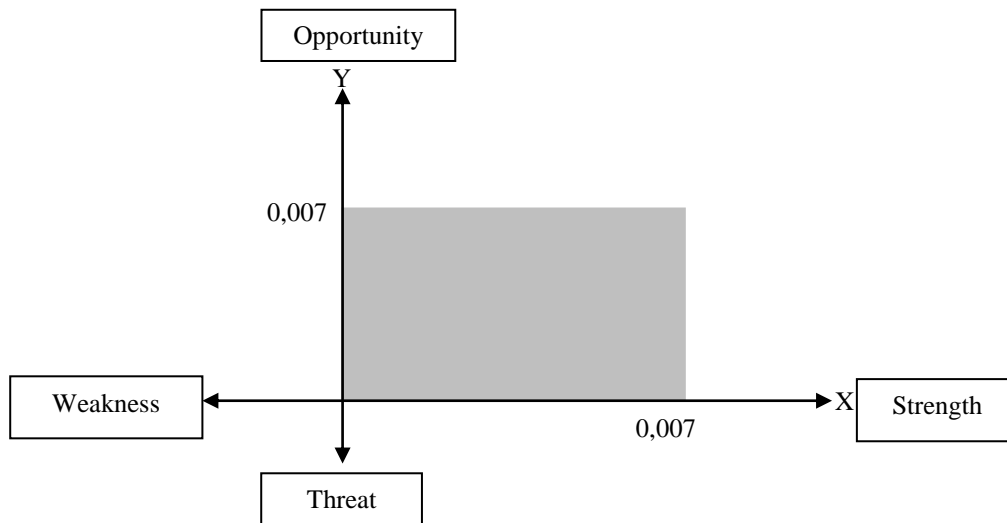 Opportunity
Y
0,007
Weakness
X
Strength
0,007
Threat